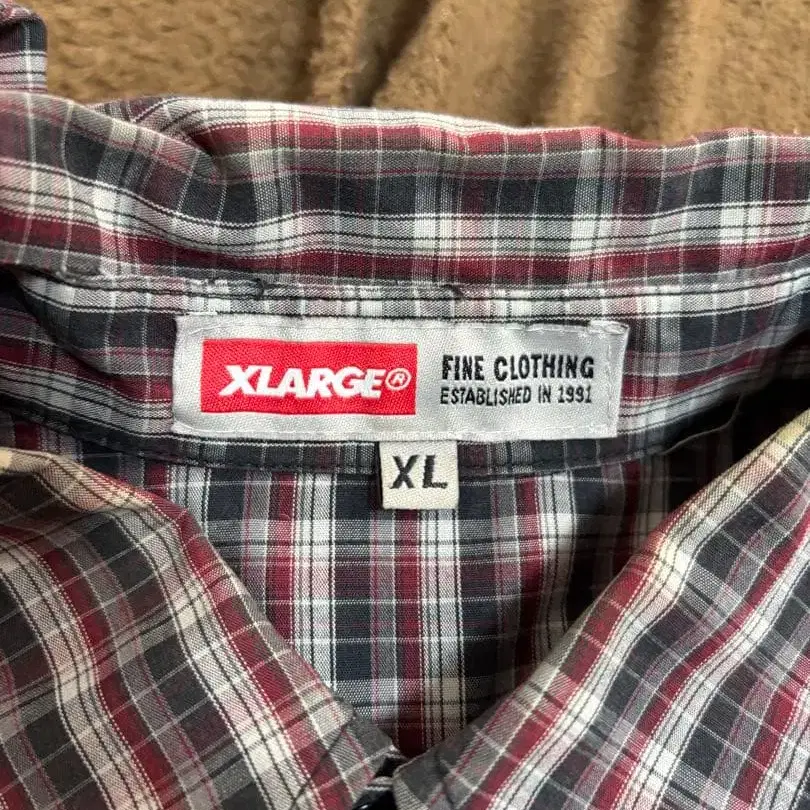 XLARGE®
FINE CLOTHING
ESTABLISHED IN 1991
XL